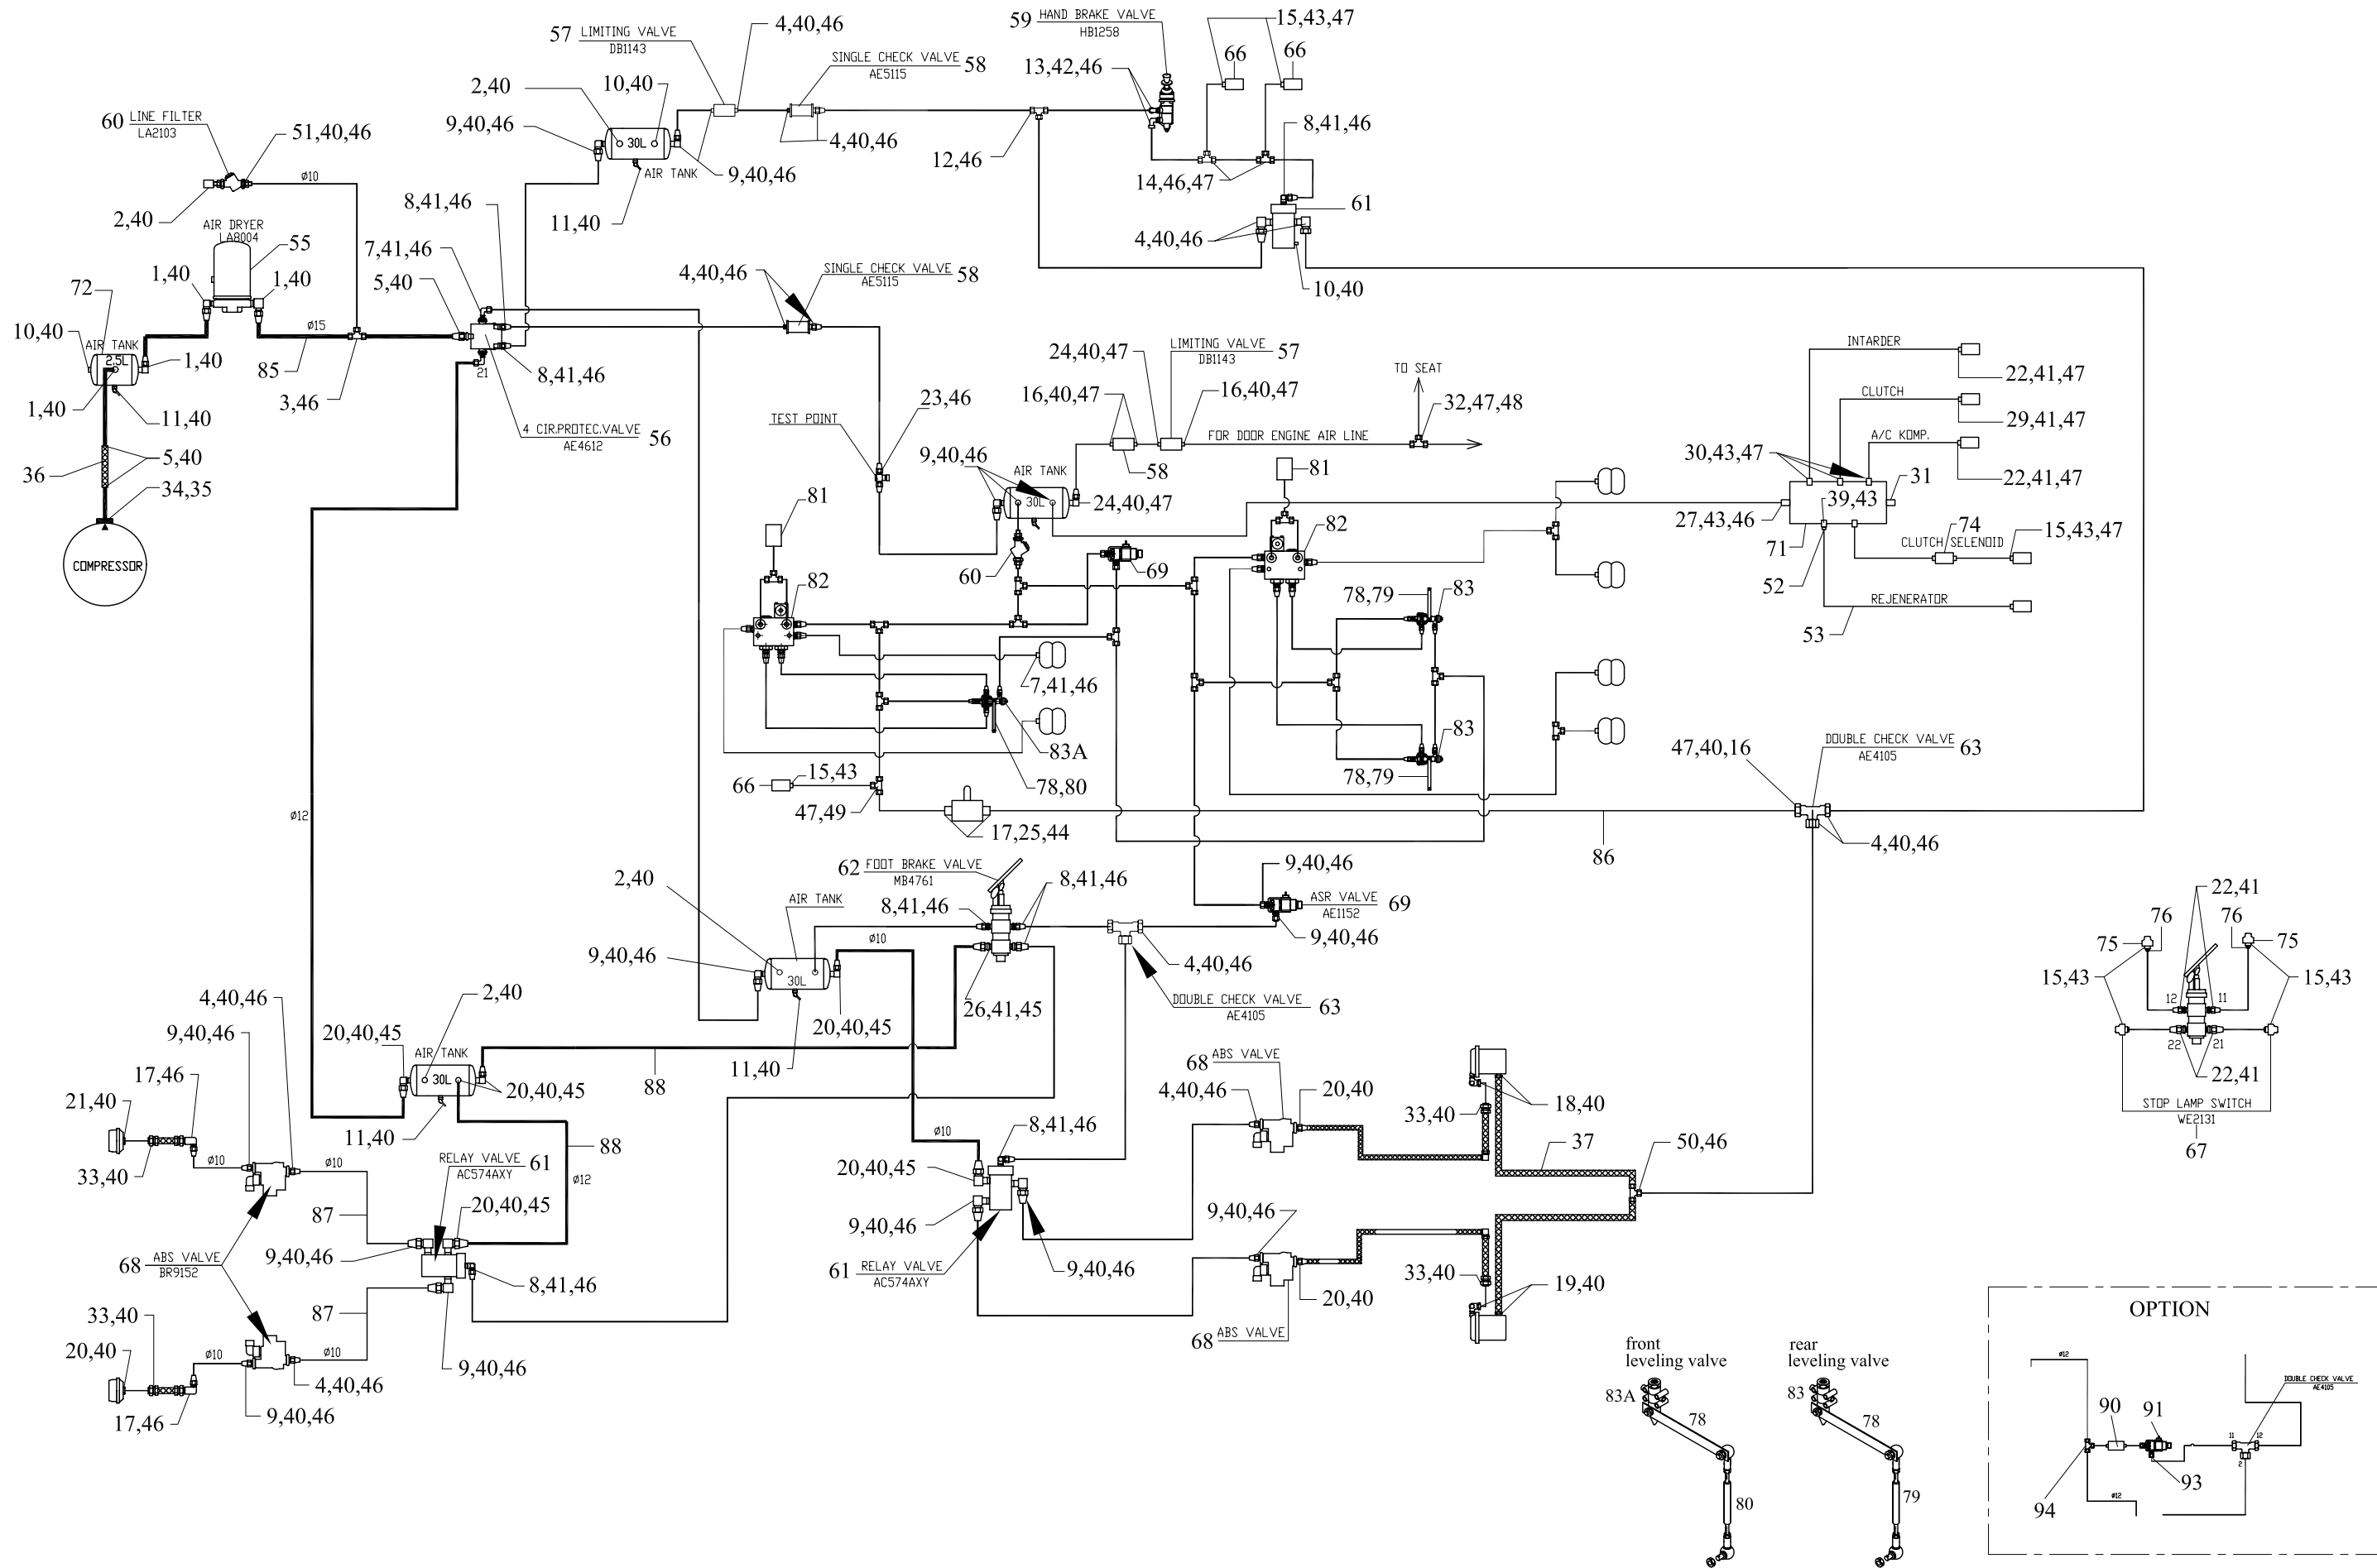 57 LIMITING VALVE
DB1143
4,40,46
59 HAND BRAKE VALVE
HB1258
15,43,47
66
66
SINGLE CHECK VALVE 58
AE5115
13,42,46
2,40
10,40
60 LINE FILTER
LA2103
51,40,46
9,40,46
30L
AIR TANK
4,40,46
9,40,46
12,46
8,41,46
14,46,47
ø10
2,40
11,40
8,41,46
61
AIR DRYER
LA8004
55
7,41,46
4,40,46
1,40
1,40
72
5,40
4,40,46
SINGLE CHECK VALVE 58
AE5115
10,40
10,40
AIR TANK
2.5L
ø15
1,40
85
21
8,41,46
3,46
1,40
11,40
4 CIR.PROTEC.VALVE 56
AE4612
36
5,40
34,35
COMPRESSOR
TEST POINT
23,46
24,40,47
LIMITING VALVE 57
DB1143
TO SEAT
16,40,47
16,40,47
32,47,48
FOR DOOR ENGINE AIR LINE
58
9,40,46
AIR TANK
30L
24,40,47
81
81
INTARDER
22,41,47
CLUTCH
29,41,47
A/C KOMP.
22,41,47
30,43,47
31
39,43
27,43,46
71
74
CLUTCH SELENOID
15,43,47
52
REJENERATOR
53
82
60
69
82
78,79
83
7,41,46
83A
78,80
83
78,79
66
15,43
47,49
17,25,44
47,40,16
DOUBLE CHECK VALVE 63
AE4105
86
4,40,46
ø12
62 FOOT BRAKE VALVE
MB4761
8,41,46
8,41,46
9,40,46
ASR VALVE 69
AE1152
9,40,46
2,40
AIR TANK
ø10
9,40,46
30L
26,41,45
4,40,46
DOUBLE CHECK VALVE 63
AE4105
20,40,45
11,40
22,41
76
76
75
75
15,43
12
11
15,43
22
21
22,41
STOP LAMP SWITCH
WE2131
67
4,40,46
2,40
9,40,46
20,40,45
AIR TANK
30L
20,40,45
88
17,46
21,40
11,40
33,40
ø10
ø10
88
ø12
RELAY VALVE 61
AC574AXY
87
20,40,45
9,40,46
68 ABS VALVE
BR9152
8,41,46
87
33,40
20,40
ø10
ø10
9,40,46
4,40,46
17,46
9,40,46
68 ABS VALVE
4,40,46
20,40
33,40
18,40
ø10
8,41,46
37
50,46
20,40,45
9,40,46
9,40,46
61 RELAY VALVE
AC574AXY
9,40,46
33,40
19,40
20,40
68 ABS VALVE
front
leveling valve
83A
78
80
rear
leveling valve
83
78
79
OPTION
ø12
DOUBLE CHECK VALVE
AE4105
90
91
11
12
2
93
ø12
94